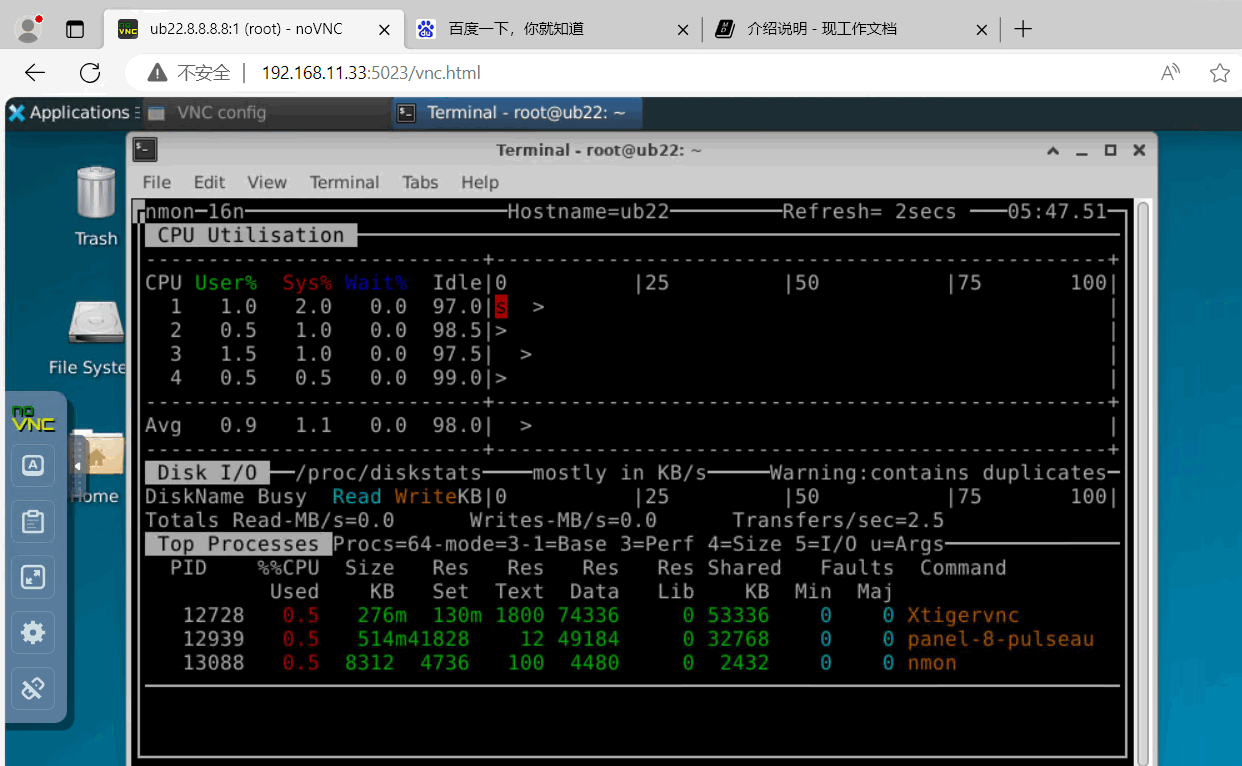 ub22.8.8.8.8:1 (root) - noVNC
百度一下，你就知道
介绍说明 - 现工作文档
不安全 | 192.168.11.33:5023/vnc.html
Applications VNC config Terminal - root@ub22: ~
Terminal - root@ub22: ~
File Edit View Terminal Tabs Help
nmon─16n Hostname=ub22 Refresh= 2secs 05:47.51
CPU Utilisation
CPU User% Sys% Wait% Idle|0 |25 |50 |75 100|
1 1.0 2.0 0.0 97.0|s > |
2 0.5 1.0 0.0 98.5|> |
3 1.5 1.0 0.0 97.5| > |
4 0.5 0.5 0.0 99.0|> |
Avg 0.9 1.1 0.0 98.0| > |
Disk I/O ──/proc/diskstats────mostly in KB/s─────Warning:contains duplicates
DiskName Busy Read WriteKB|0 |25 |50 |75 100|
Totals Read-MB/s=0.0 Writes-MB/s=0.0 Transfers/sec=2.5
Top Processes Procs=64-mode=3-1=Base 3=Perf 4=Size 5=I/O u=Args
PID %%CPU Size Res Res Res Res Shared Faults Command
Used KB Set Text Data Lib KB Min Maj
12728 0.5 276m 130m 1800 74336 0 53336 0 0 Xtigervnc
12939 0.5 514m41828 12 49184 0 32768 0 0 panel-8-pulseau
13088 0.5 8312 4736 100 4480 0 2432 0 0 nmon
Trash
File Syste
Home
no
VNC
A